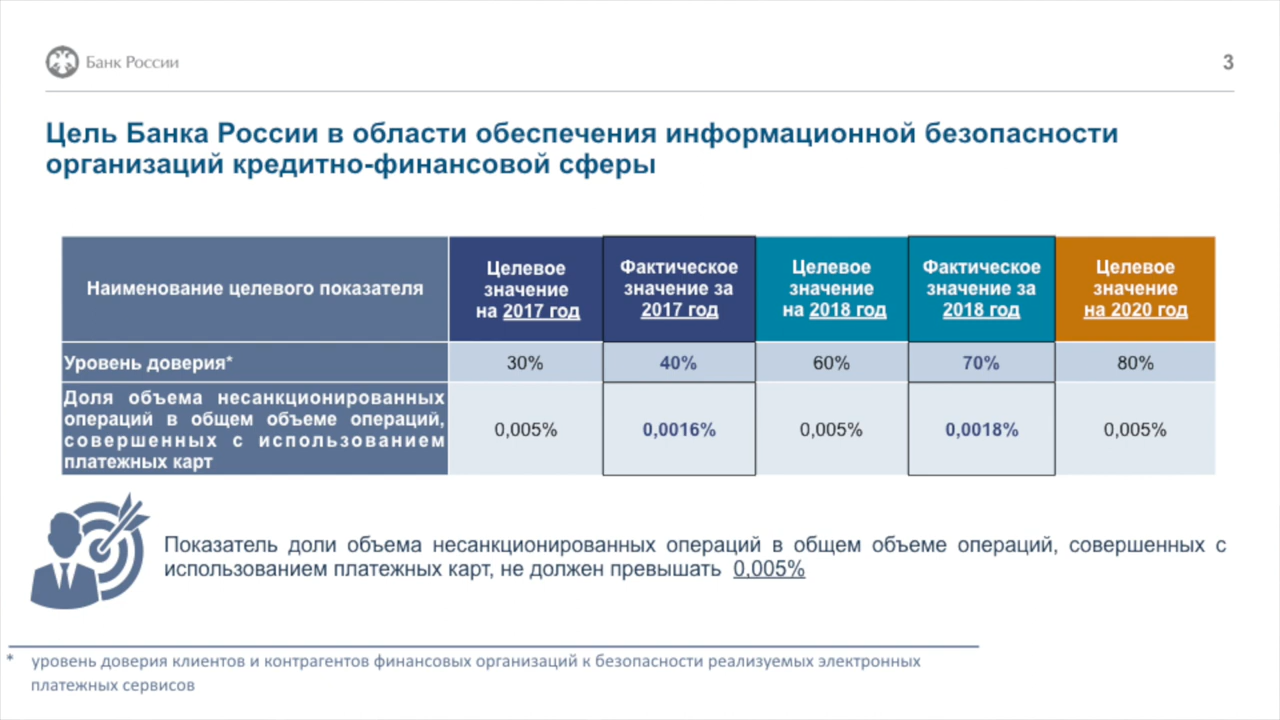 Банк России
3
Цель Банка России в области обеспечения информационной безопасности
организаций кредитно-финансовой сферы
Наименование целевого показателя
Целевое
значение
на 2017 год
Фактическое
значение за
2017 год
Целевое
значение
на 2018 год
Фактическое
значение за
2018 год
Целевое
значение
на 2020 год
Уровень доверия*
30%
40%
60%
70%
80%
Доля объема несанкционированных
операций в общем объеме операций,
совершенных с использованием
платежных карт
0,005%
0,0016%
0,005%
0,0018%
0,005%
Показатель доли объема несанкционированных операций в общем объеме операций, совершенных с
использованием платежных карт, не должен превышать 0,005%
* уровень доверия клиентов и контрагентов финансовых организаций к безопасности реализуемых электронных
платежных сервисов